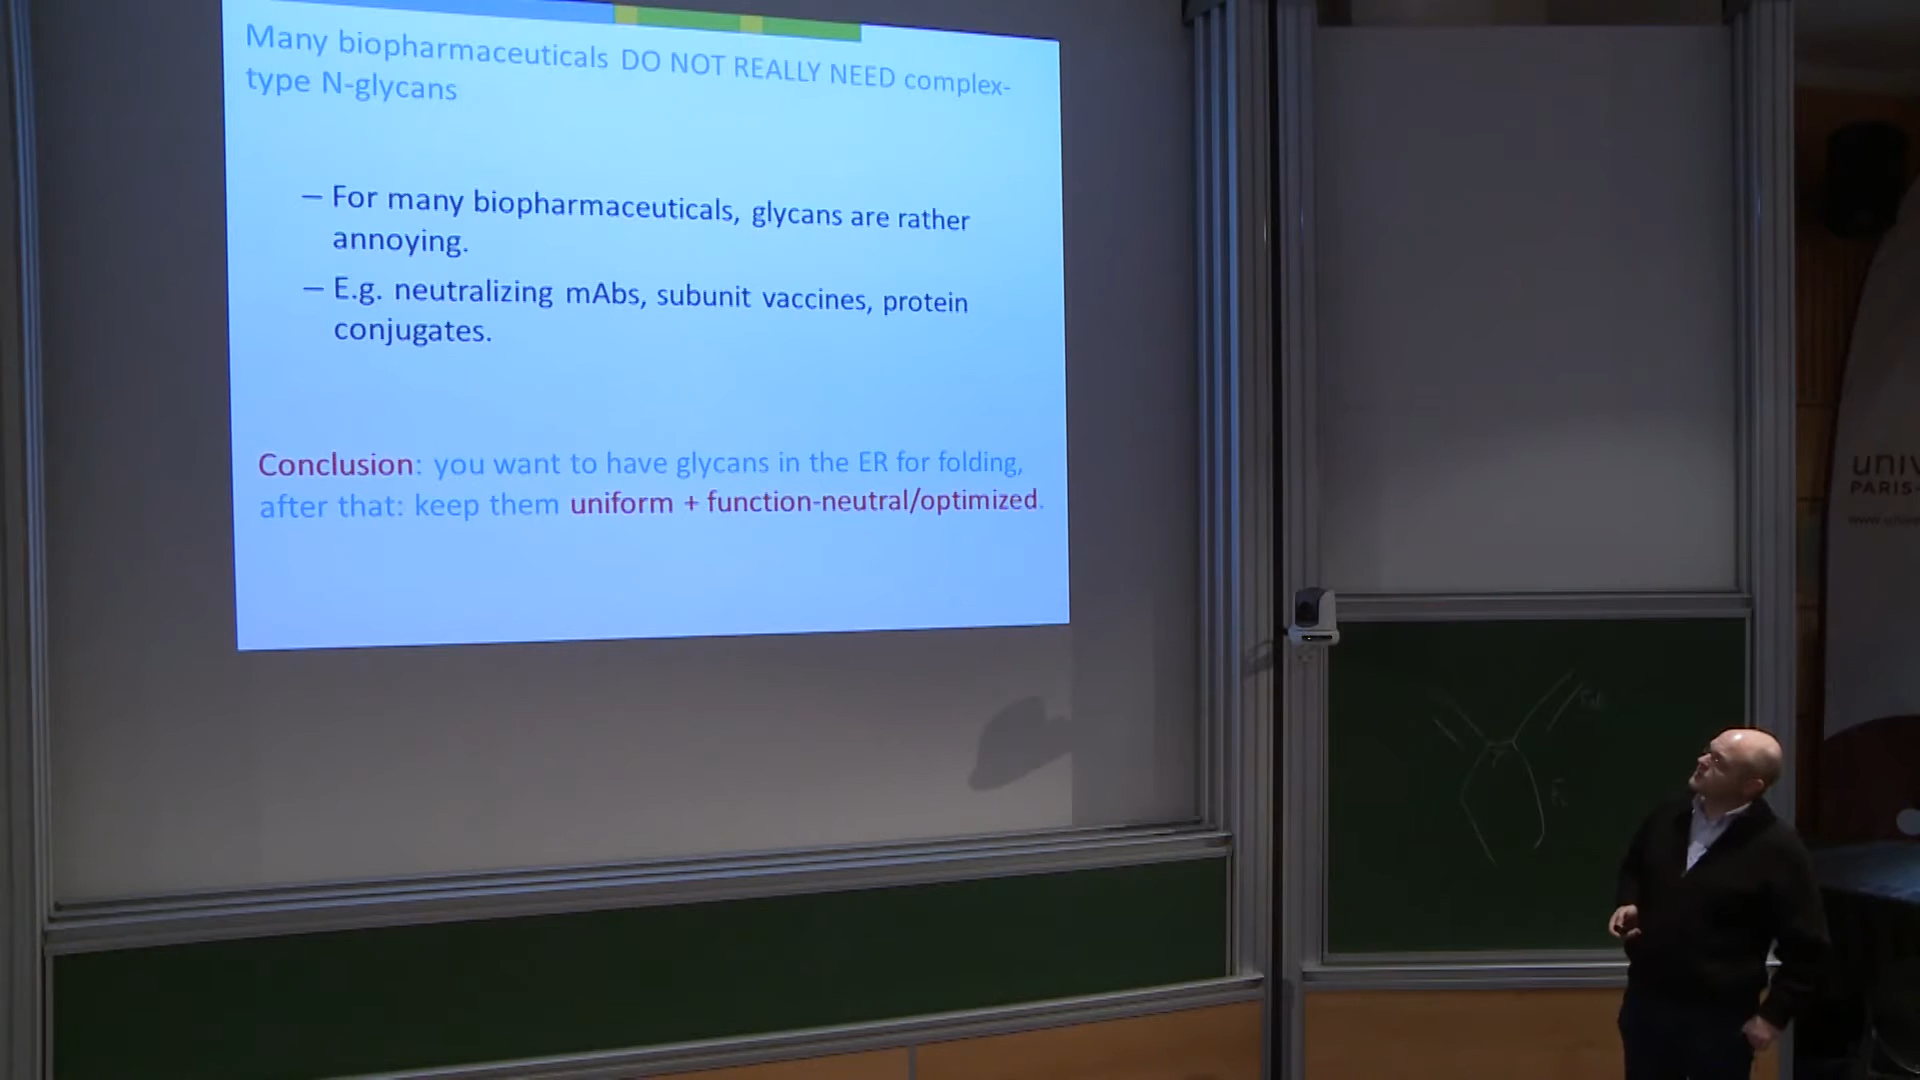 Many biopharmaceuticals DO NOT REALLY NEED complex-
type N-glycans
– For many biopharmaceuticals, glycans are rather
annoying.
– E.g. neutralizing mAbs, subunit vaccines, protein
conjugates.
Conclusion: you want to have glycans in the ER for folding,
after that: keep them uniform + function-neutral/optimized.
univ
PARIS-